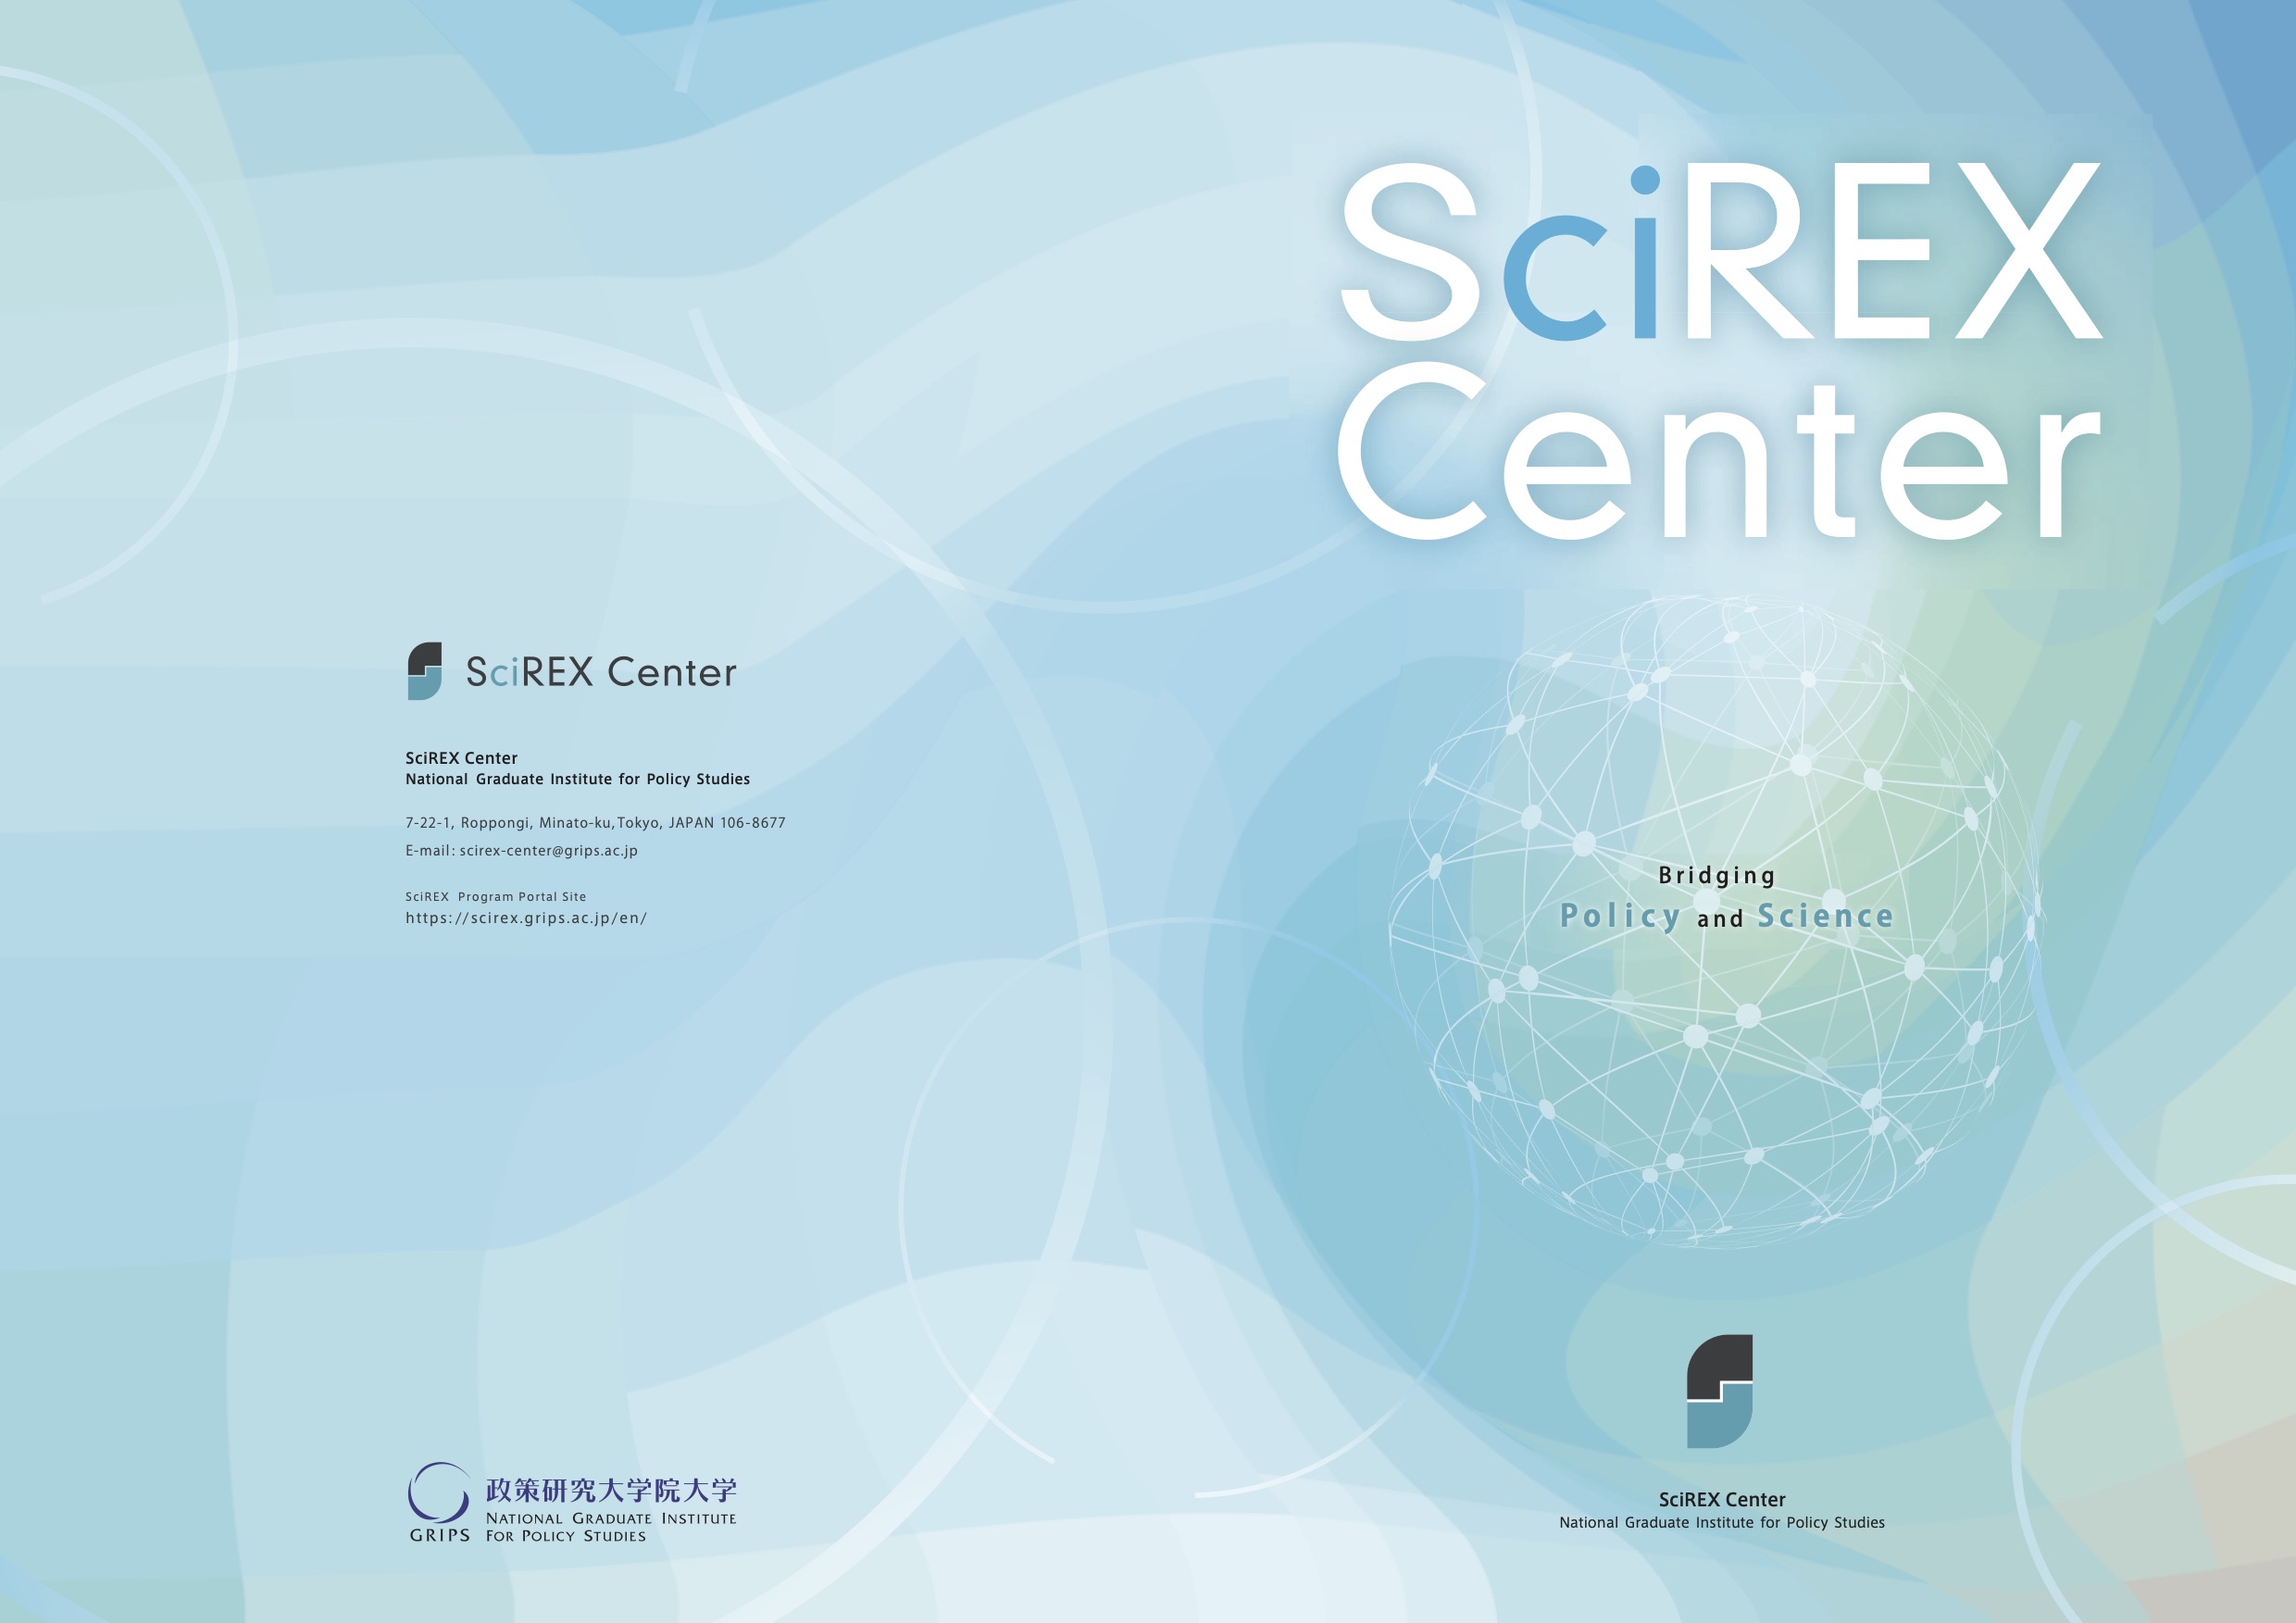 SciREX Center
SciREX Center
National Graduate Institute for Policy Studies
7-22-1, Roppongi, Minato-ku, Tokyo, JAPAN 106-8677
E-mail: scirex-center@grips.ac.jp
SciREX Program Portal Site
https://scirex.grips.ac.jp/en/
政策研究大学院大学
NATIONAL GRADUATE INSTITUTE
FOR POLICY STUDIES
GRIPS
SciREX
Center
Bridging
Policy and Science
SciREX Center
National Graduate Institute for Policy Studies